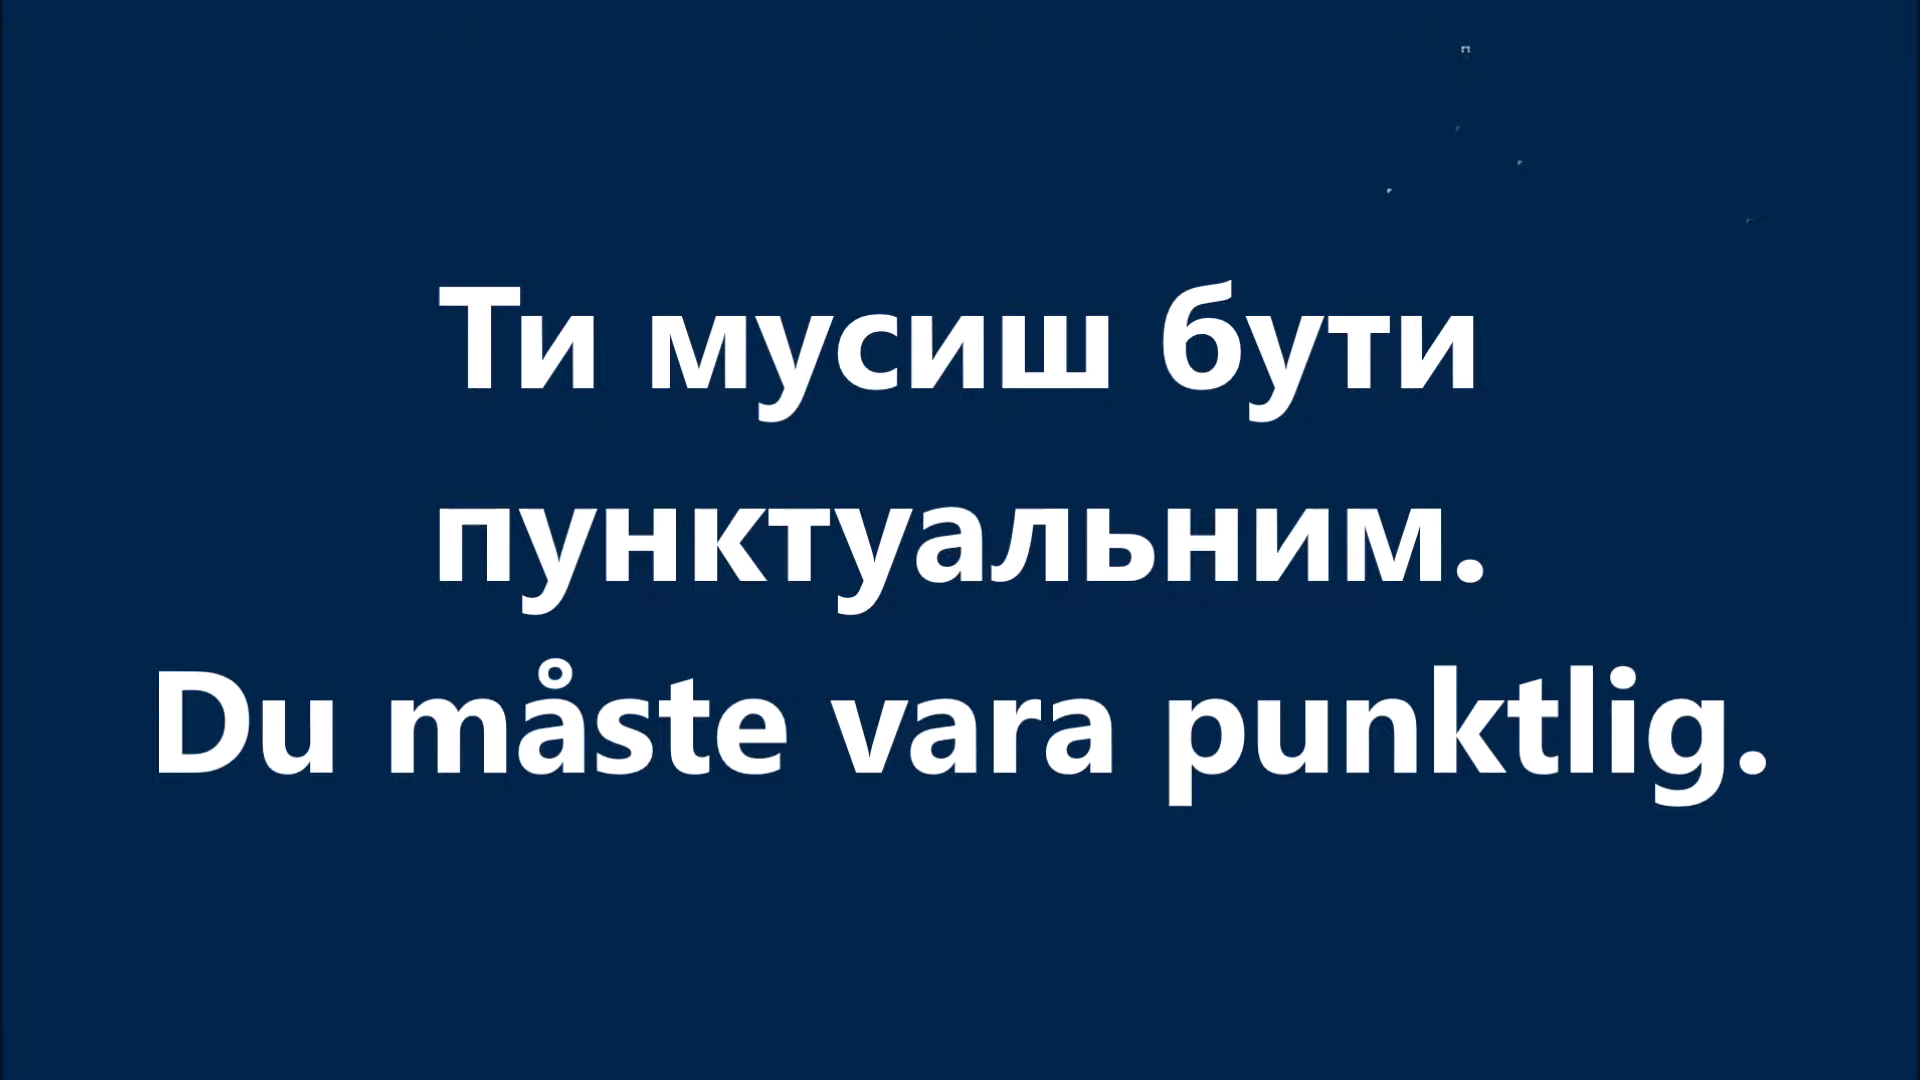 Ти мусиш бути
пунктуальним.
Du måste vara punktlig.